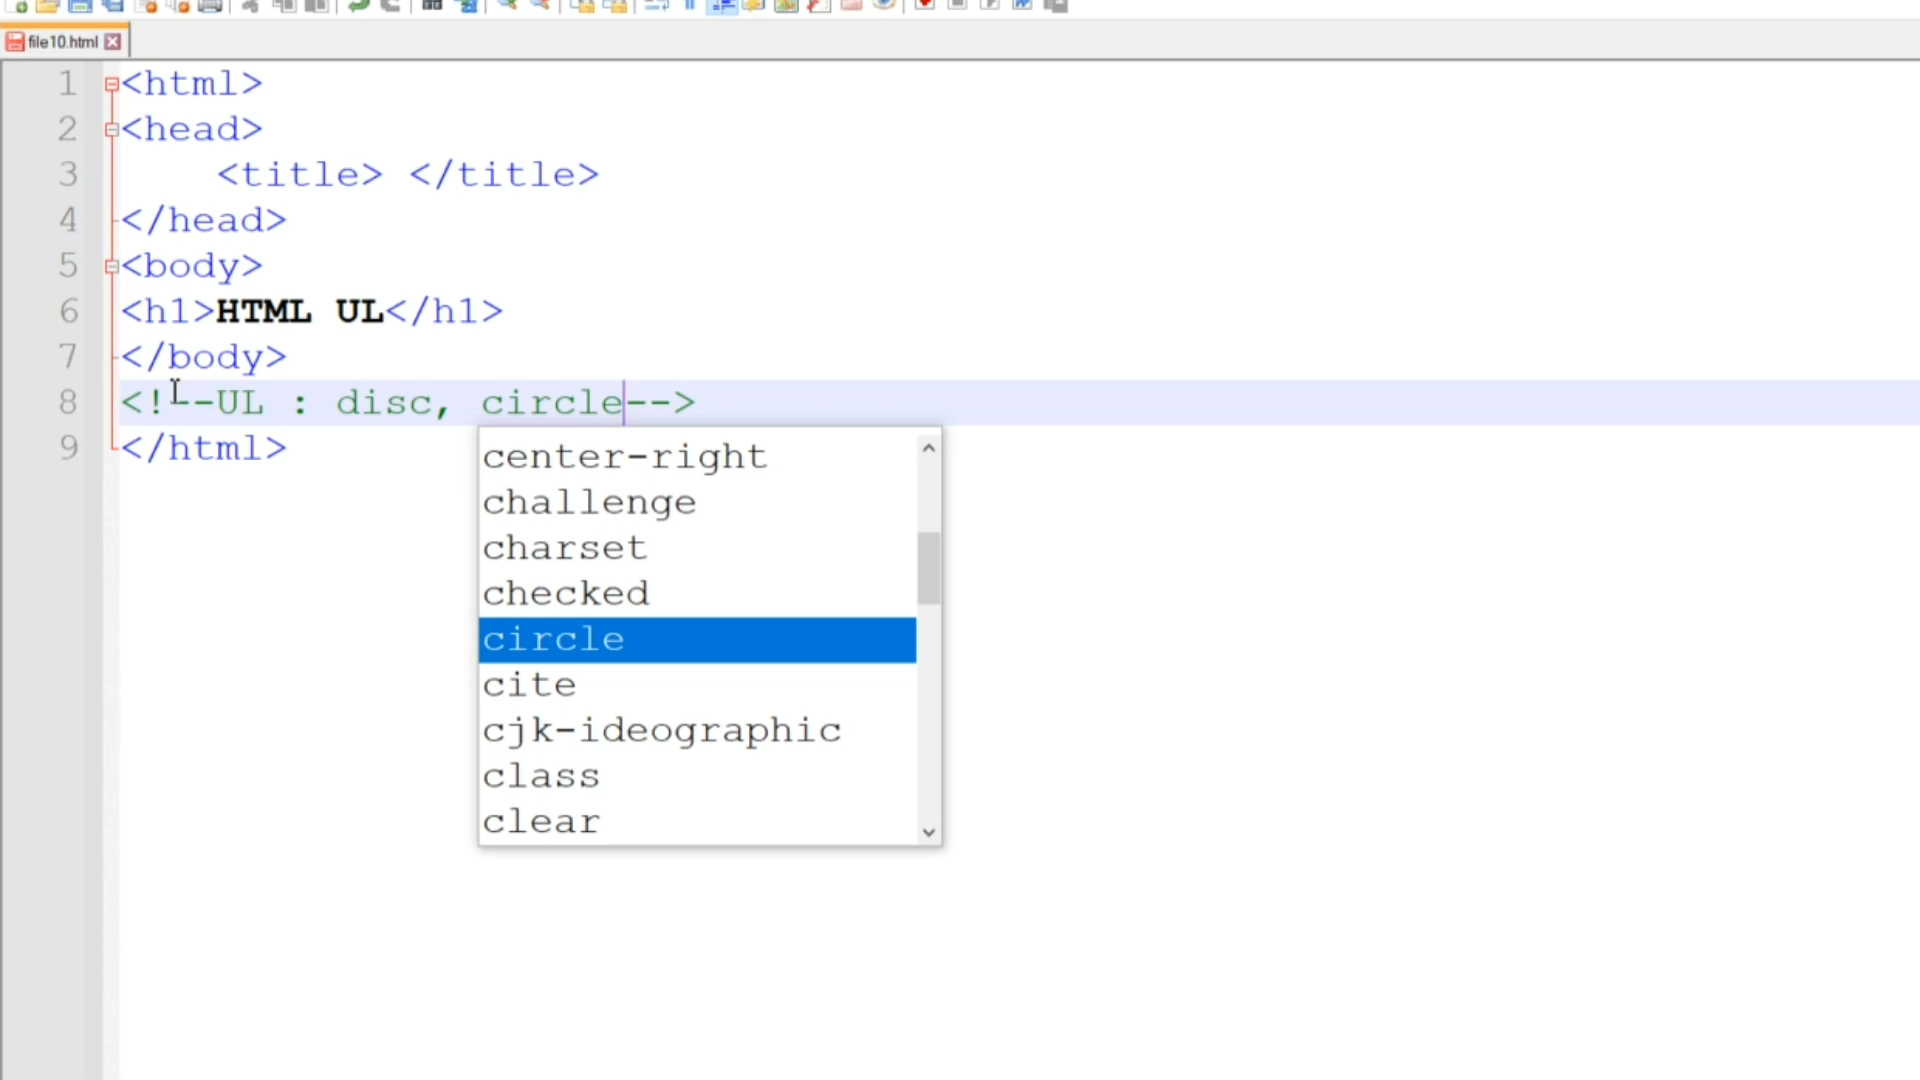 file10.html
1 <html>
2 <head>
3 <title> </title>
4 </head>
5 <body>
6 <h1>HTML UL</h1>
7 </body>
8 <!--UL : disc, circle-->
9 </html>
center-right
challenge
charset
checked
circle
cite
cjk-ideographic
class
clear